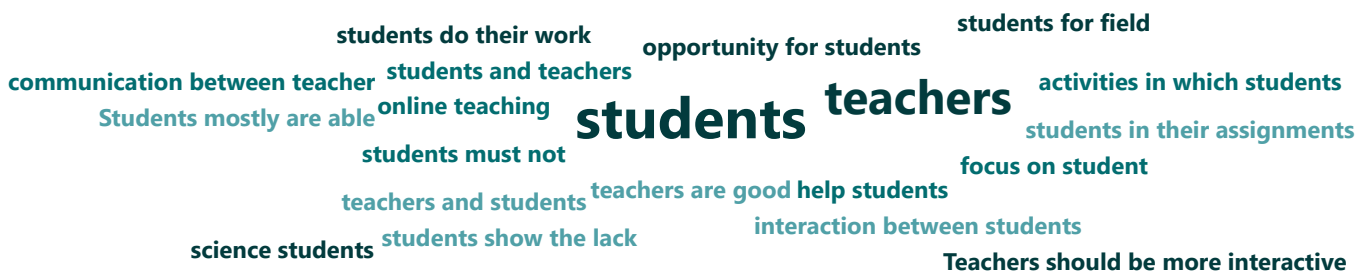 students for field
students do their work
opportunity for students
students and teachers
communication between teacher
activities in which students
teachers
online teaching
students
Students mostly are able
students in their assignments
students must not
focus on student
teachers are good
help students
teachers and students
interaction between students
students show the lack
science students
Teachers should be more interactive